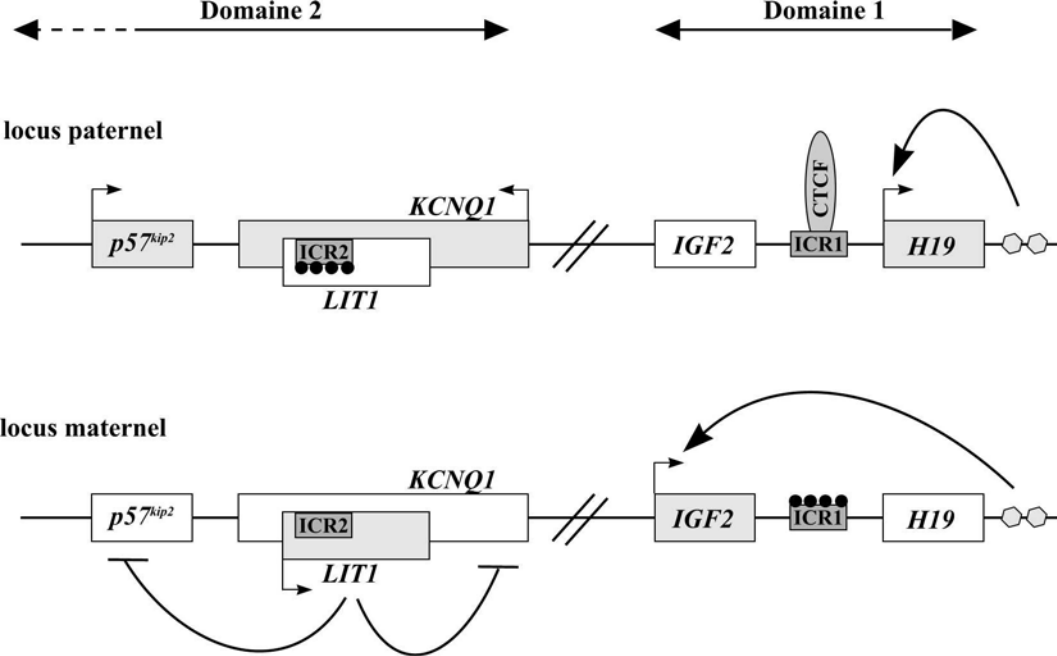 Domaine 2
Domaine 1
locus paternel
p57kip2
KCNQ1
ICR2
LIT1
IGF2
CTCF
ICR1
H19
locus maternel
p57kip2
KCNQ1
ICR2
LIT1
IGF2
ICR1
H19